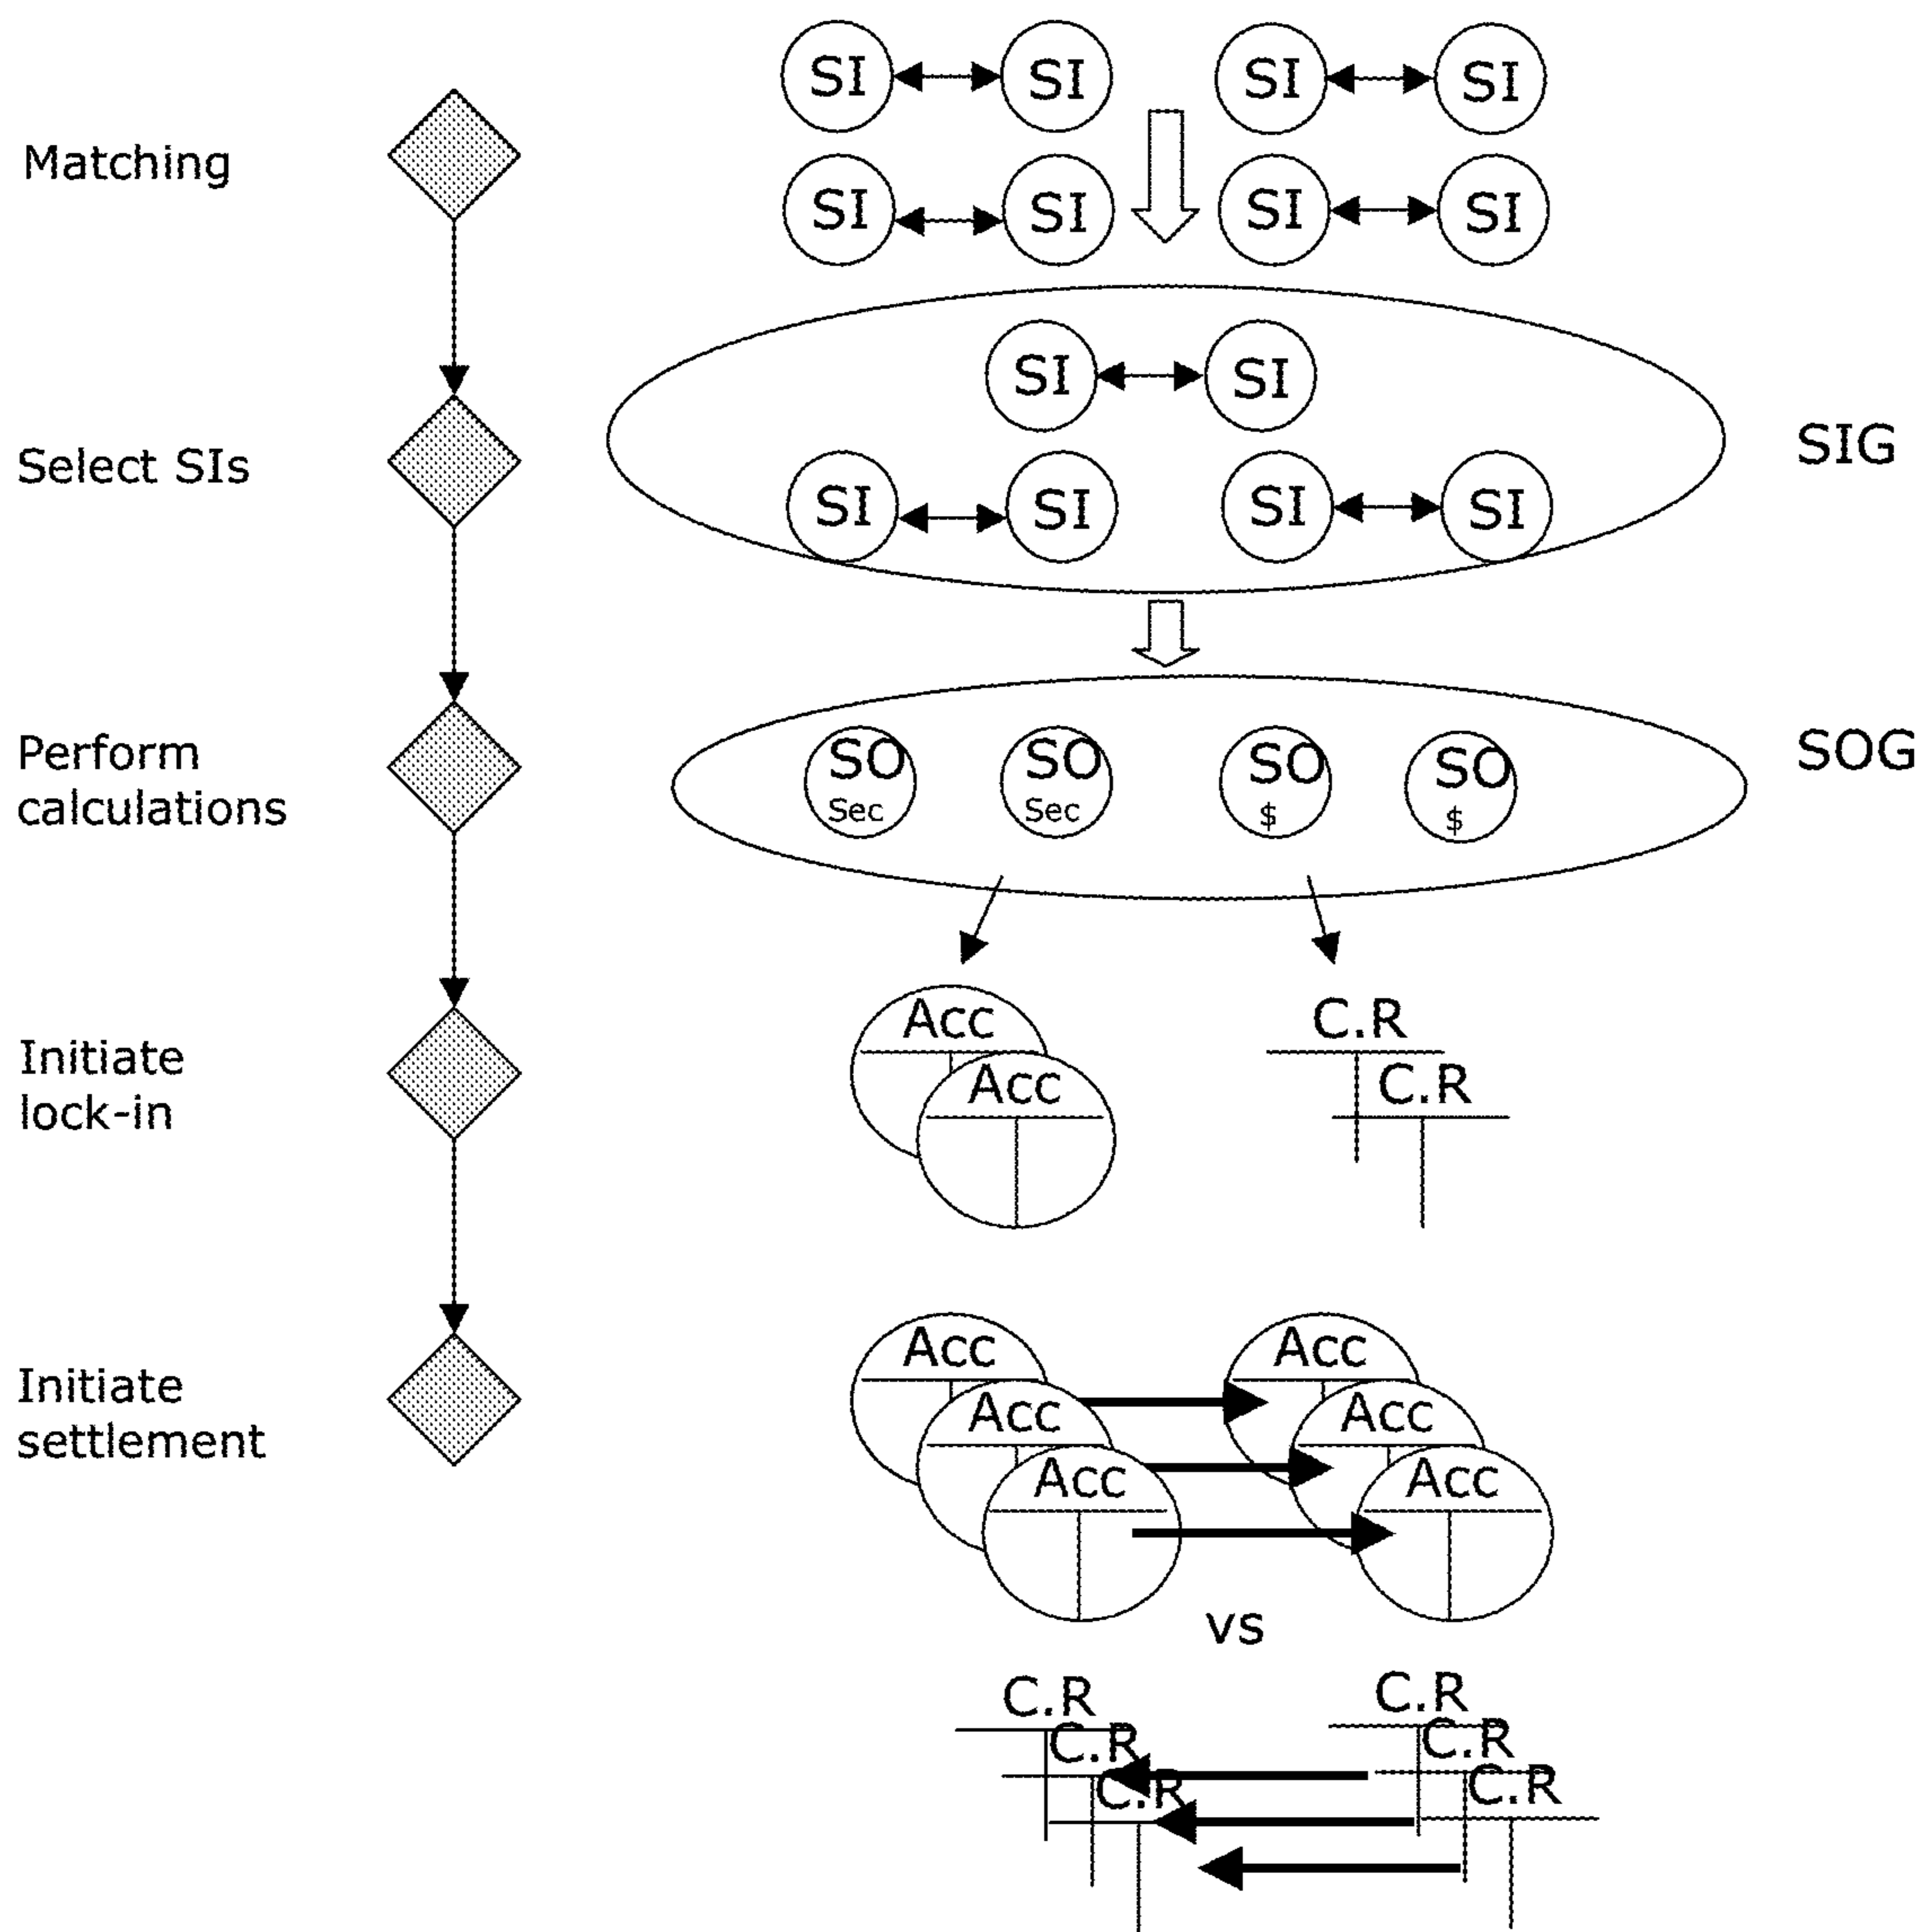 SI SI SI SI
Matching
SI SI SI SI
SI SI
SIG
Select SIs
SI SI SI SI
Perform
calculations
SO SO SO SO
Sec Sec $ $
SOG
Initiate
lock-in
Acc C.R
Acc C.R
Initiate
settlement
Acc Acc
Acc Acc
Acc Acc
vs
C.R C.R
C.R C.R
C.R C.R